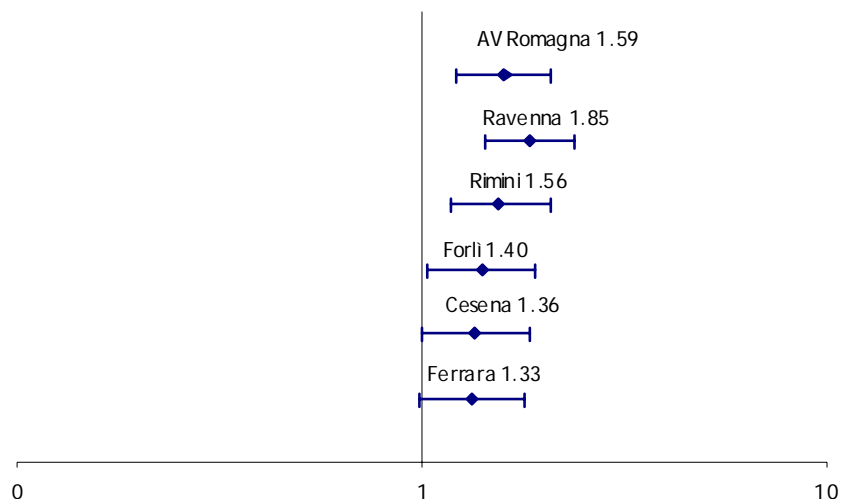 AV Romagna 1.59
Ravenna 1.85
Rimini 1.56
Forlì 1.40
Cesena 1.36
Ferrara 1.33
0 1 10